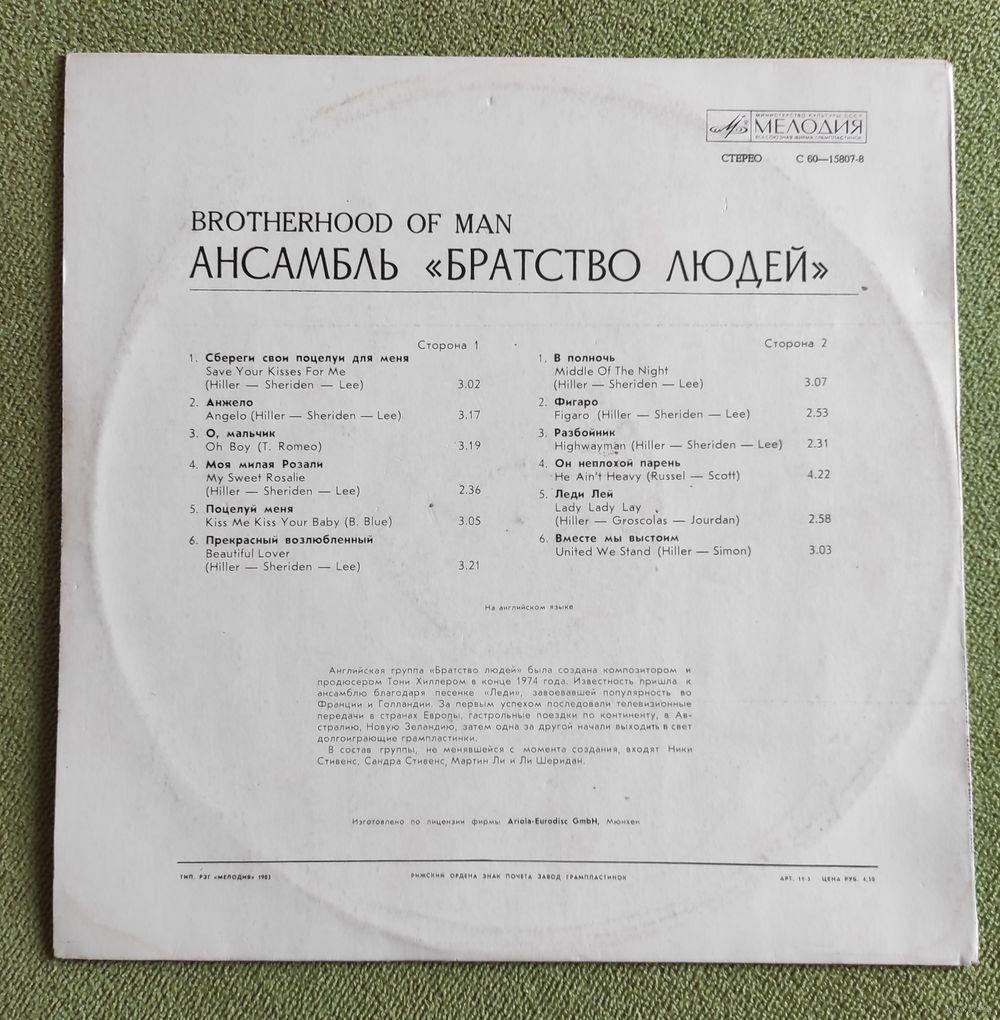 МИНИСТЕРСТВО КУЛЬТУРЫ СССР
МЕЛОДИЯ
ВСЕСОЮЗНАЯ ФИРМА ГРАМПЛАСТИНОК
СТЕРЕО С 60—15807-8
BROTHERHOOD OF MAN
АНСАМБЛЬ «БРАТСТВО ЛЮДЕЙ»
Сторона 1
1. Сбереги свои поцелуи для меня
Save Your Kisses For Me
(Hiller — Sheriden — Lee) 3.02
2. Анжело
Angelo (Hiller — Sheriden — Lee) 3.17
3. О, мальчик
Oh Boy (T. Romeo) 3.19
4. Моя милая Розали
My Sweet Rosalie
(Hiller — Sheriden — Lee) 2.36
5. Поцелуй меня
Kiss Me Kiss Your Baby (B. Blue) 3.05
6. Прекрасный возлюбленный
Beautiful Lover
(Hiller — Sheriden — Lee) 3.21
Сторона 2
1. В полночь
Middle Of The Night
(Hiller — Sheriden — Lee) 3.07
2. Фигаро
Figaro (Hiller — Sheriden — Lee) 2.53
3. Разбойник
Highwayman (Hiller — Sheriden — Lee) 2.31
4. Он неплохой парень
He Ain't Heavy (Russel — Scott) 4.22
5. Леди Лей
Lady Lady Lay
(Hiller — Groscolas — Jourdan) 2.58
6. Вместе мы выстоим
United We Stand (Hiller — Simon) 3.03
На английском языке
Английская группа «Братство людей» была создана композитором и
продюсером Тони Хиллером в конце 1974 года. Известность пришла к
ансамблю благодаря песенке «Леди», завоевавшей популярность во
Франции и Голландии. За первым успехом последовали телевизионные
передачи в странах Европы, гастрольные поездки по континенту, в Ав-
стралию, Новую Зеландию, затем одна за другой начали выходить в свет
долгоиграющие грампластинки.
В состав группы, не менявшейся с момента создания, входят Ники
Стивенс, Сандра Стивенс, Мартин Ли и Ли Шеридан.
Изготовлено по лицензии фирмы Ariola-Eurodisc GmbH, Мюнхен
ТИП. РЗГ «МЕЛОДИЯ» 1983 РИЖСКИЙ ОРДЕНА ЗНАК ПОЧЕТА ЗАВОД ГРАМПЛАСТИНОК АРТ. 11-3 ЦЕНА РУБ. 4,50